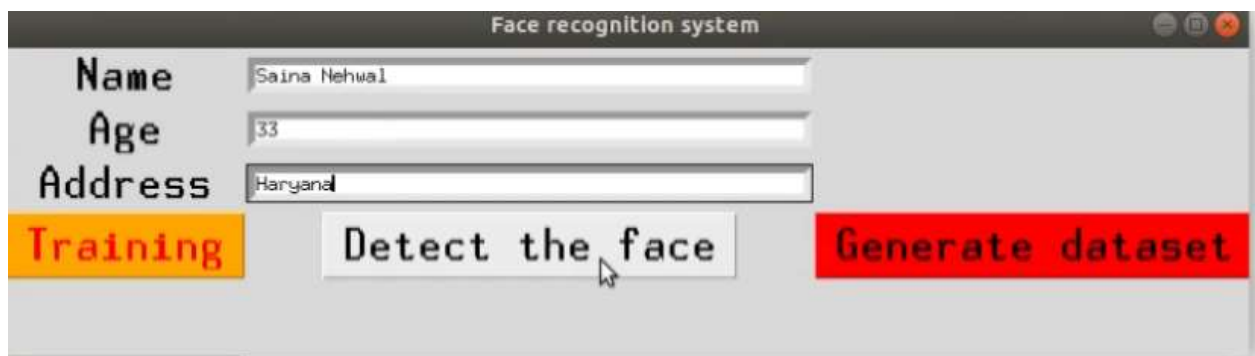 Face recognition system
Name Saina Nehwal
Age 33
Address Haryana
Training Detect the face Generate dataset